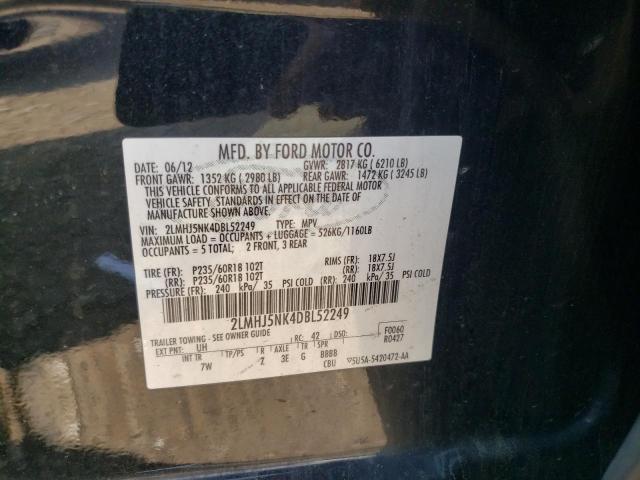 MFD. BY FORD MOTOR CO.
DATE: 06/12 GVWR: 2817 KG ( 6210 LB)
FRONT GAWR: 1352 KG ( 2980 LB) REAR GAWR: 1472 KG ( 3245 LB)
THIS VEHICLE CONFORMS TO ALL APPLICABLE FEDERAL MOTOR
VEHICLE SAFETY STANDARDS IN EFFECT ON THE DATE OF
MANUFACTURE SHOWN ABOVE.
VIN: 2LMHJ5NK4DBL52249 TYPE: MPV
MAXIMUM LOAD = OCCUPANTS + LUGGAGE = 526KG/1160LB
OCCUPANTS = 5 TOTAL: 2 FRONT, 3 REAR
TIRE (FR): P235/60R18 102T RIMS (FR): 18X7.5J
(RR): P235/60R18 102T (RR): 18X7.5J
PRESSURE (FR): 240 kPa/ 35 PSI COLD (RR): 240 kPa/ 35 PSI COLD
2LMHJ5NK4DBL52249
TRAILER TOWING - SEE OWNER GUIDE
RC: 42 DSO: F0060
EXT PNT: UH R0427
INT TR TP/PS R AXLE TR SPR
7W Z 3E G BBBB
CBU 5U5A-5420472-AA